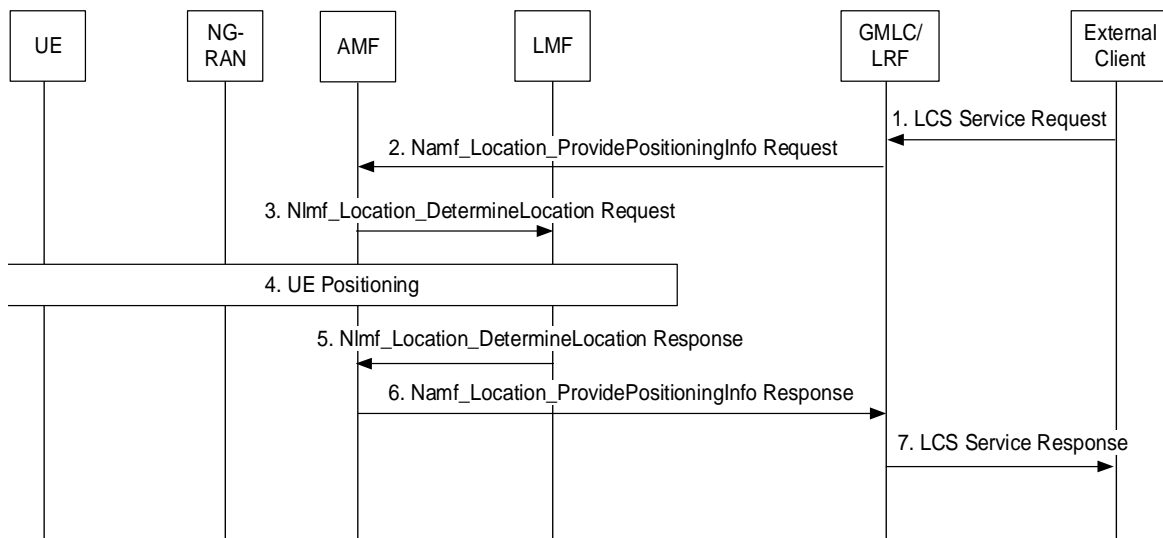 UE
NG-
RAN
AMF
LMF
GMLC/
LRF
External
Client
1. LCS Service Request
2. Namf_Location_ProvidePositioningInfo Request
3. Nlmf_Location_DetermineLocation Request
4. UE Positioning
5. Nlmf_Location_DetermineLocation Response
6. Namf_Location_ProvidePositioningInfo Response
7. LCS Service Response